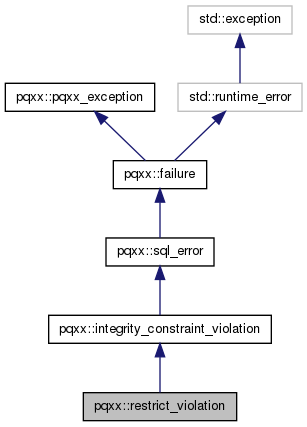 std::exception
pqxx::pqxx_exception
std::runtime_error
pqxx::failure
pqxx::sql_error
pqxx::integrity_constraint_violation
pqxx::restrict_violation